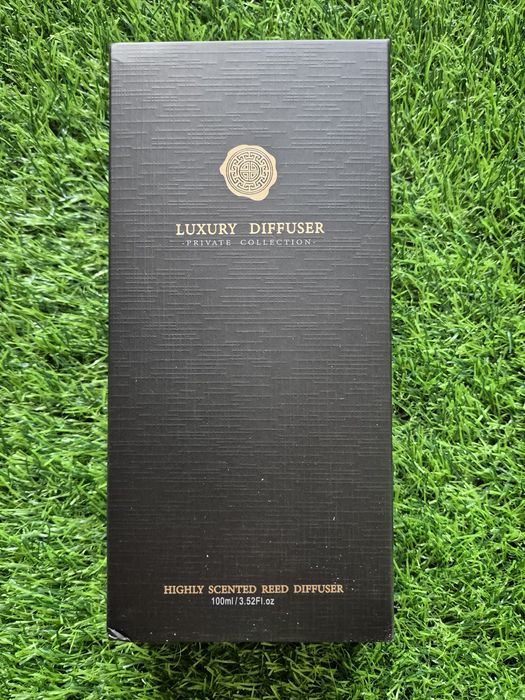 LUXURY DIFFUSER
-PRIVATE COLLECTION-
HIGHLY SCENTED REED DIFFUSER
100ml/3.52Fl.oz